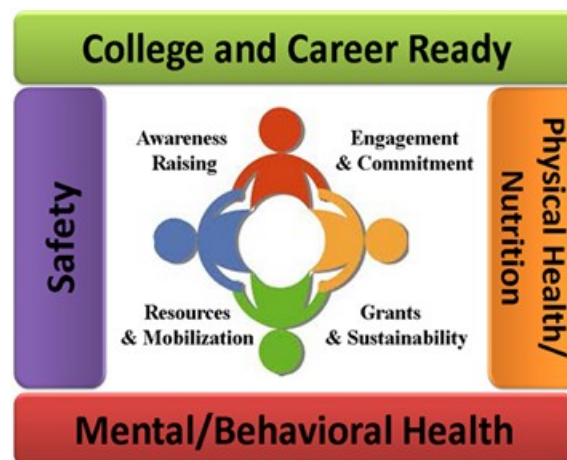 College and Career Ready
Safety
Awareness
Raising
Engagement
& Commitment
Resources
& Mobilization
Grants
& Sustainability
Physical Health/
Nutrition
Mental/Behavioral Health